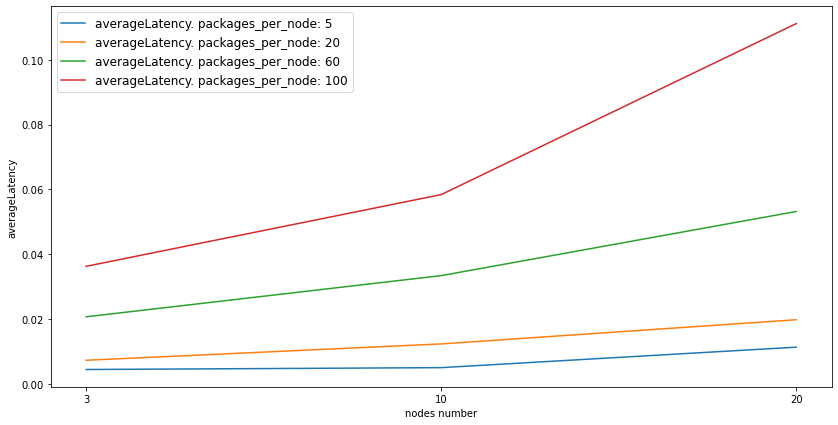 averageLatency. packages_per_node: 5
averageLatency. packages_per_node: 20
averageLatency. packages_per_node: 60
averageLatency. packages_per_node: 100
0.10
0.08
0.06
0.04
0.02
0.00
averageLatency
3
10
20
nodes number